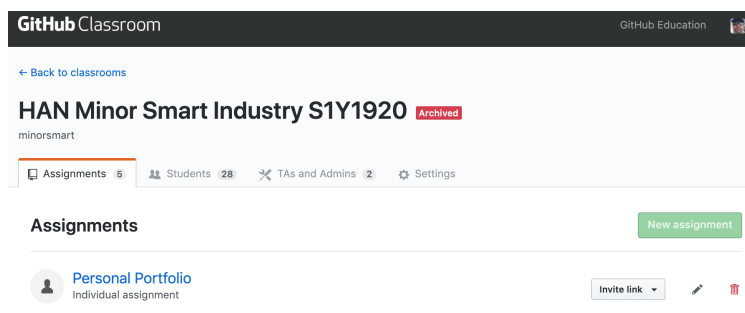 GitHub Classroom
GitHub Education
← Back to classrooms
HAN Minor Smart Industry S1Y1920 Archived
minorsmart
Assignments 5 Students 28 TAs and Admins 2 Settings
Assignments
New assignment
Personal Portfolio
Individual assignment
Invite link